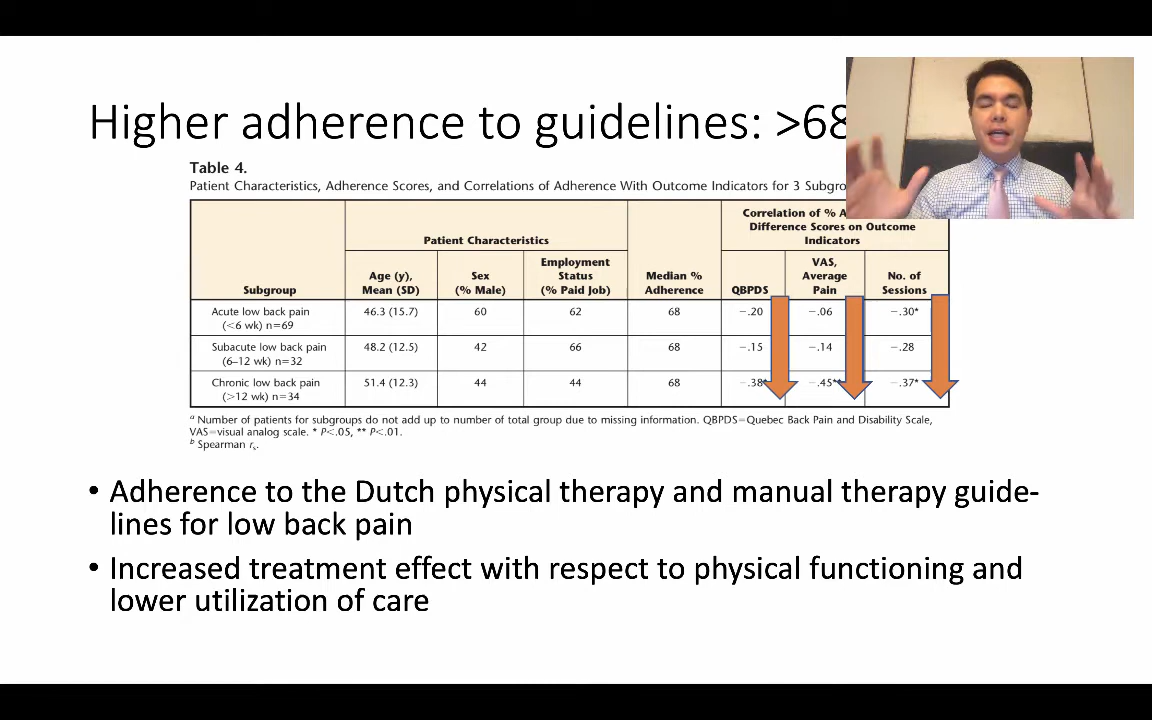 Higher adherence to guidelines: >68
Table 4.
Patient Characteristics, Adherence Scores, and Correlations of Adherence With Outcome Indicators for 3
Correlation of %
Difference Scores on Outcome
Indicators
Patient Characteristics
Subgroup
Age (y),
Mean (SD)
Sex
(% Male)
Employment
Status
(% Paid Job)
Median %
Adherence
QBPDS
VAS,
Average
Pain
No. of
Sessions
Acute low back pain
(<6 wk) n=69
46.3 (15.7)
60
62
68
−.20
−.06
−.30*
Subacute low back pain
(6–12 wk) n=32
48.2 (12.5)
42
66
68
−.15
−.14
−.28
Chronic low back pain
(>12 wk) n=34
51.4 (12.3)
44
44
68
−.38*
−.45**
−.37*
a Number of patients for subgroups do not add up to number of total group due to missing information. QBPDS=Quebec Back Pain and Disability Scale,
VAS=visual analog scale. * P<.05, ** P<.01.
b Spearman rs.
• Adherence to the Dutch physical therapy and manual therapy guide-
lines for low back pain
• Increased treatment effect with respect to physical functioning and
lower utilization of care